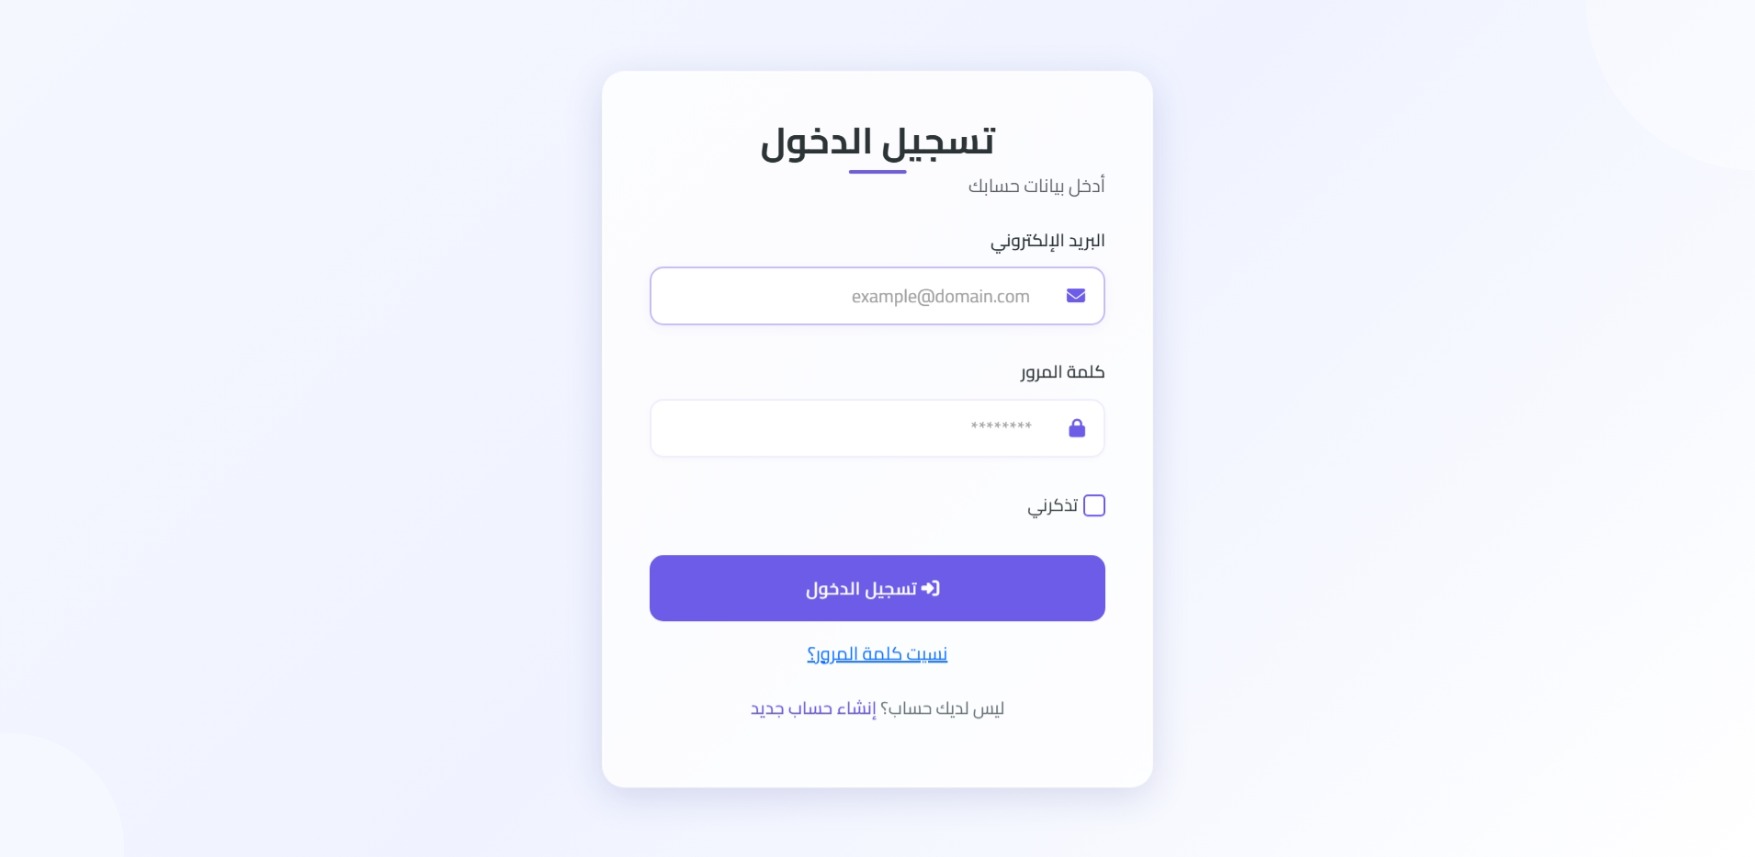 تسجيل الدخول
أدخل بيانات حسابك
البريد الإلكتروني
example@domain.com
كلمة المرور
********
تذكرني
تسجيل الدخول
نسيت كلمة المرور؟
ليس لديك حساب؟ إنشاء حساب جديد